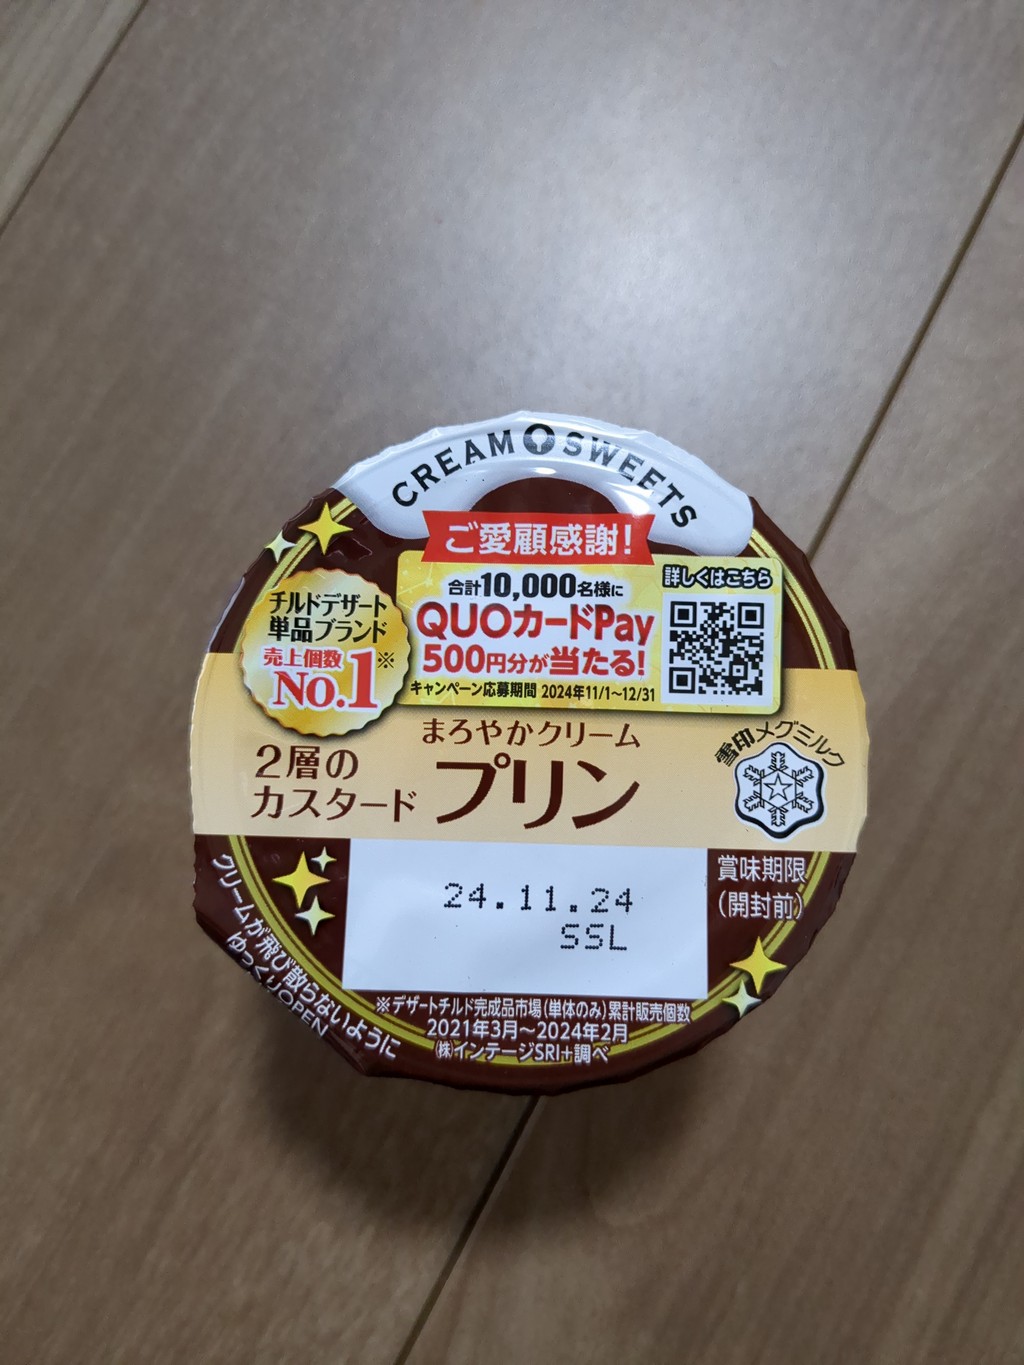 CREAM SWEETS
ご愛顧感謝!
合計10,000名様に
QUOカードPay
500円分が当たる!
キャンペーン応募期間 2024年11/1〜12/31
詳しくはこちら
チルドデザート
単品ブランド
売上個数※
No.1
まろやかクリーム
2層の
カスタード
プリン
雪印メグミルク
賞味期限
(開封前)
24.11.24
SSL
クリームが飛び散らないように
ゆっくりOPEN
※デザートチルド完成品市場(単体のみ)累計販売個数
2021年3月〜2024年2月
㈱インテージSRI+調べ